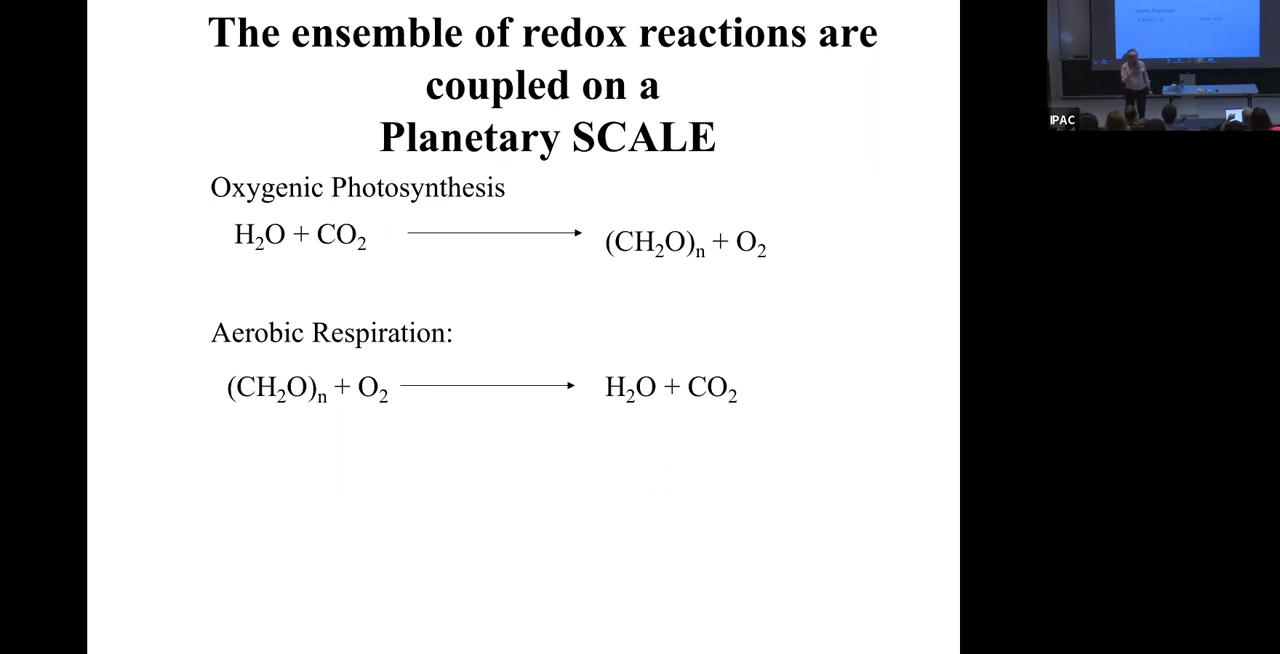 The ensemble of redox reactions are
coupled on a
Planetary SCALE
Oxygenic Photosynthesis
H₂O + CO₂ → (CH₂O)ₙ + O₂
Aerobic Respiration:
(CH₂O)ₙ + O₂ → H₂O + CO₂
IPAC